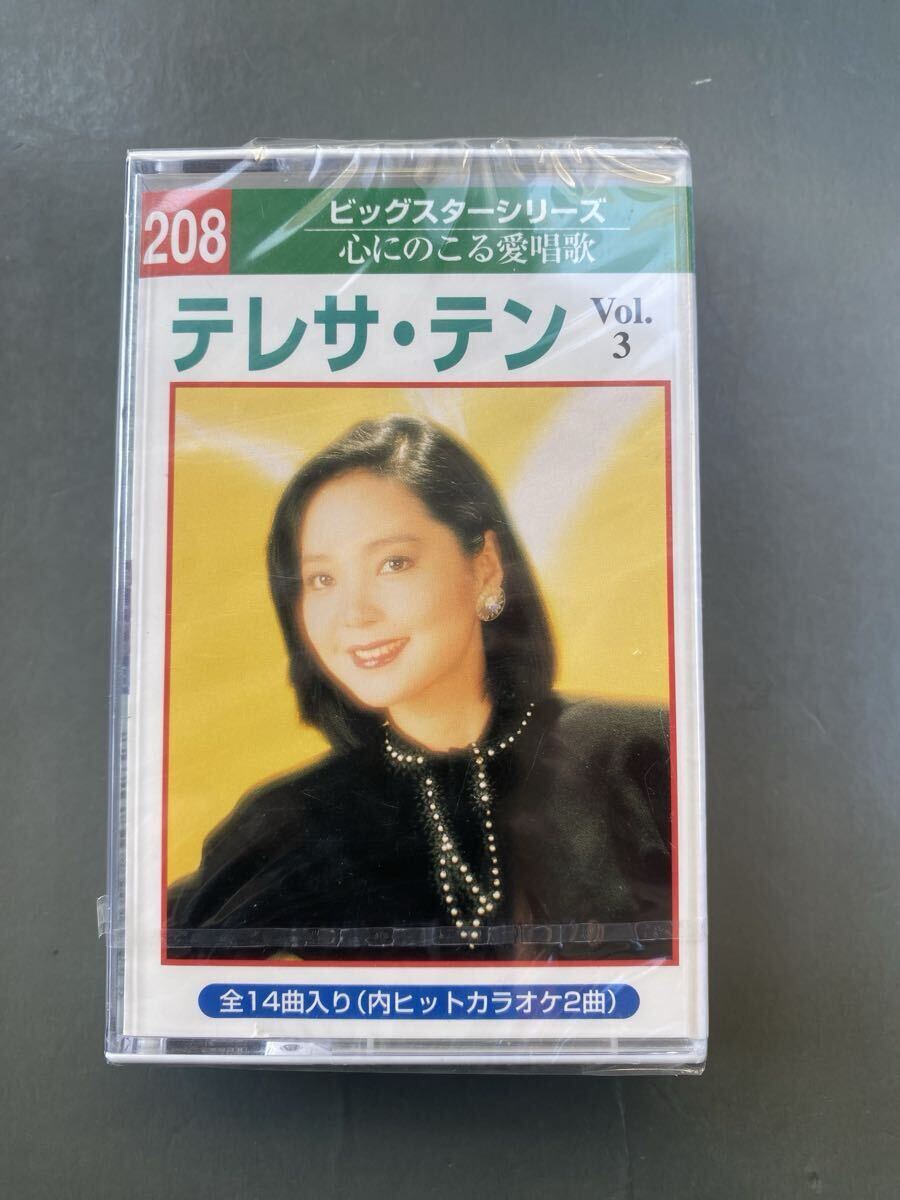 208
ビッグスターシリーズ
心にのこる愛唱歌
テレサ・テン
Vol.
3
全14曲入り(内ヒットカラオケ2曲)